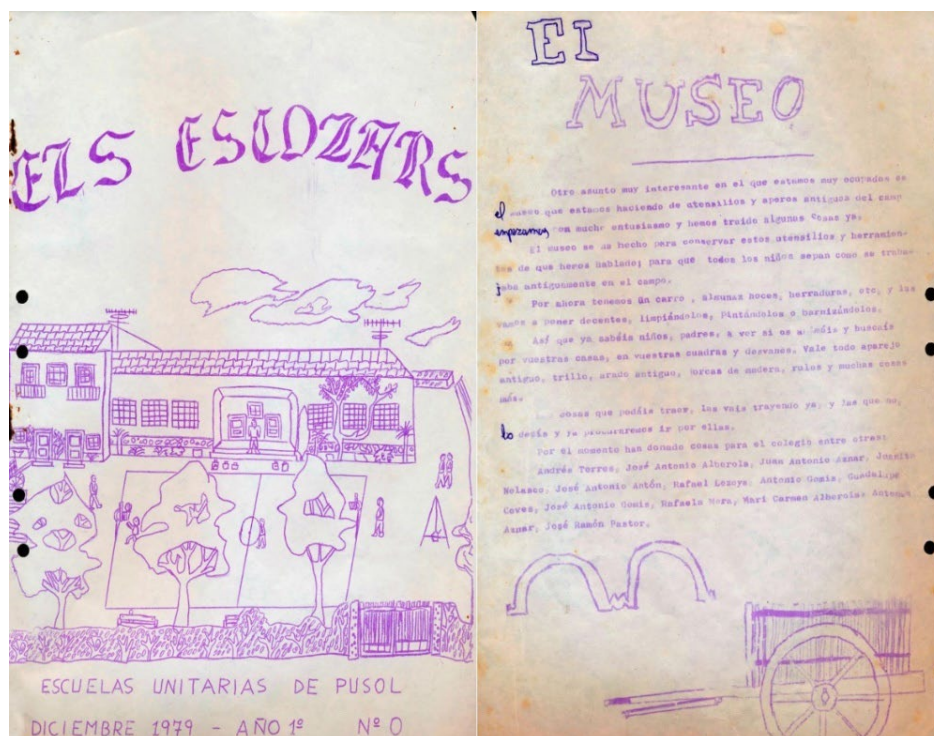 ELS ESCOLARS
ESCUELAS UNITARIAS DE PUSOL
DICIEMBRE 1979 - AÑO 1º Nº 0
El
MUSEO
Otro asunto muy interesante en el que estamos muy ocupados es
el museo que estamos haciendo de utensilios y aperos antiguos del camp
empezamos con mucho entusiasmo y hemos traido algunas cosas ya.
El museo se ha hecho para conservar estos utensilios y herramien-
tas de que hemos hablado; para que todos los niños sepan como se traba-
jaba antiguamente en el campo.
Por ahora tenemos un carro, algunas hoces, herraduras, etc, y las
vamos a poner decentes, limpiándolos, Pintándolos o barnizándolos.
Así que ya sabéis niños, padres, a ver si os y buscáis
por vuestras casas, en vuestras cuadras y desvanes. Vale todo aparejo
antiguo, trillo, arado antiguo, horcas de madera, palos y muchas cosas
más.
cosas que podáis traer, las vais trayendo ya, y las que no,
lo decís y ya procuraremos ir por ellas.
Por el momento han donado cosas para el colegio entre otras:
Andrés Torres, José Antonio Alberola, Juan Antonio Aznar,
José Antonio Antón, Rafael Antonio Gomis, Guadalupe
José Antonio Gomis, Rafaela Mora, Mari Carmen Alberola, Antonio
Aznar, José Ramón Pastor.